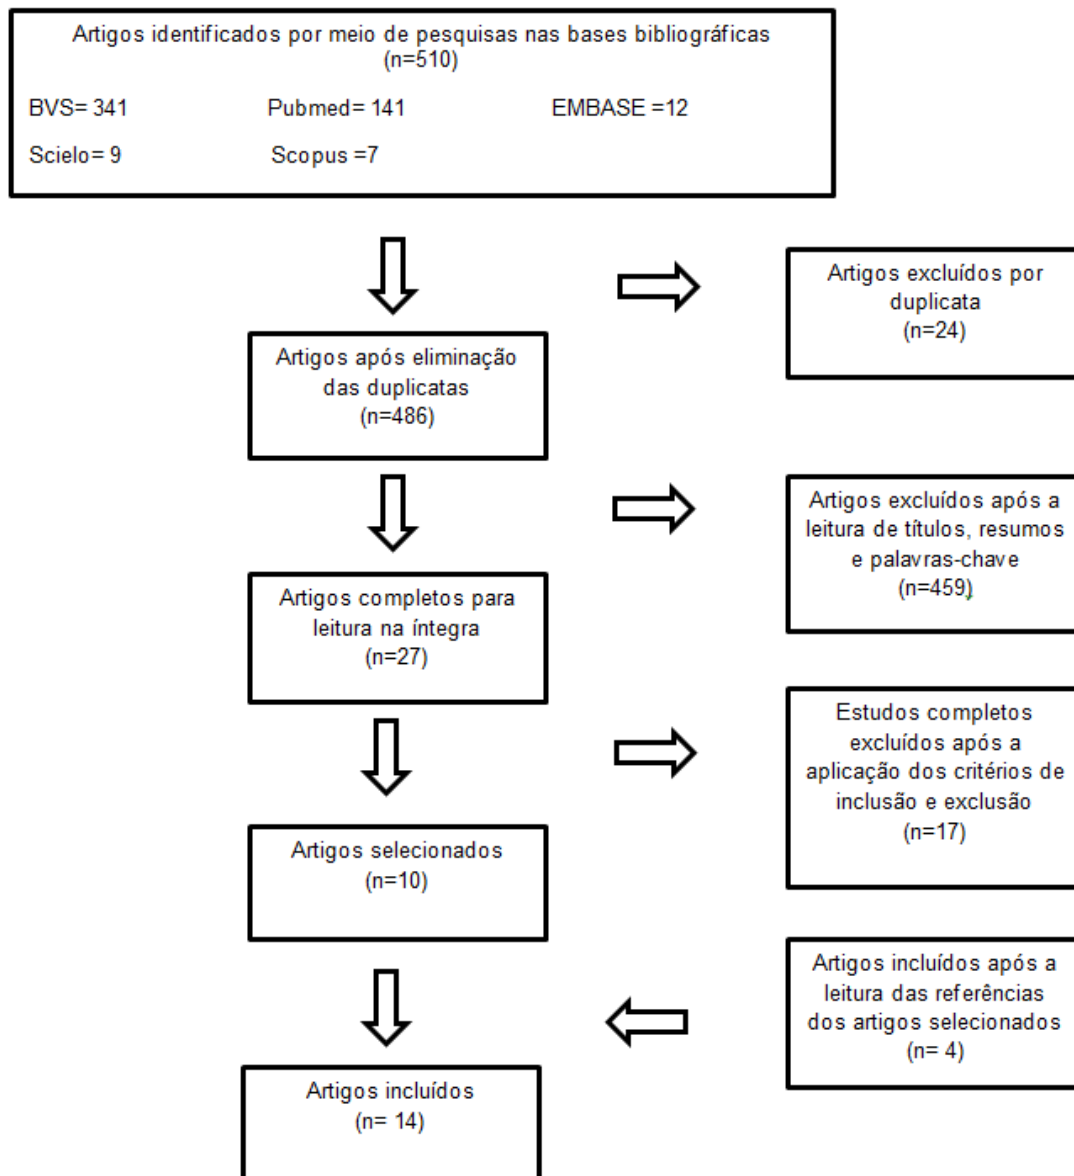 Artigos identificados por meio de pesquisas nas bases bibliográficas
(n=510)
BVS= 341 Pubmed= 141 EMBASE =12
Scielo= 9 Scopus =7
Artigos excluídos por
duplicata
(n=24)
Artigos após eliminação
das duplicatas
(n=486)
Artigos excluídos após a
leitura de títulos, resumos
e palavras-chave
(n=459)
Artigos completos para
leitura na íntegra
(n=27)
Estudos completos
excluídos após a
aplicação dos critérios de
inclusão e exclusão
(n=17)
Artigos selecionados
(n=10)
Artigos incluídos após a
leitura das referências
dos artigos selecionados
(n= 4)
Artigos incluídos
(n= 14)